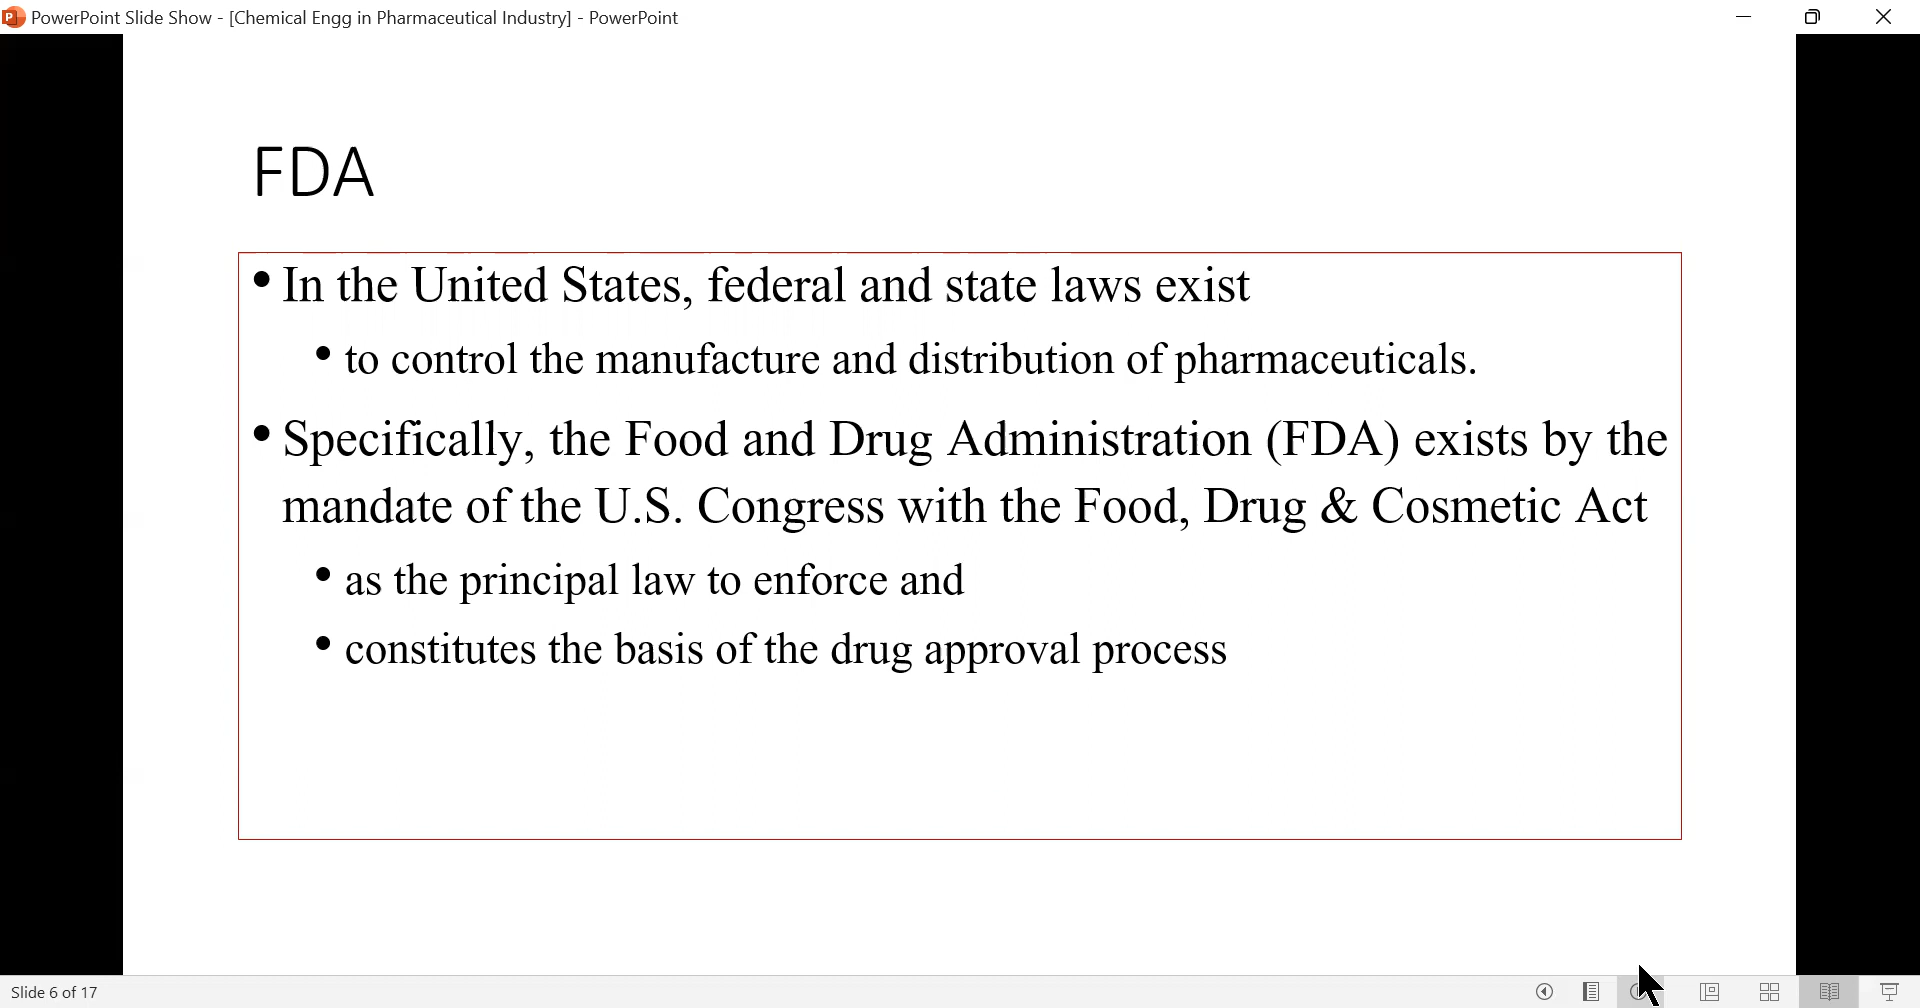 PowerPoint Slide Show - [Chemical Engg in Pharmaceutical Industry] - PowerPoint
FDA
• In the United States, federal and state laws exist
• to control the manufacture and distribution of pharmaceuticals.
• Specifically, the Food and Drug Administration (FDA) exists by the
mandate of the U.S. Congress with the Food, Drug & Cosmetic Act
• as the principal law to enforce and
• constitutes the basis of the drug approval process
Slide 6 of 17